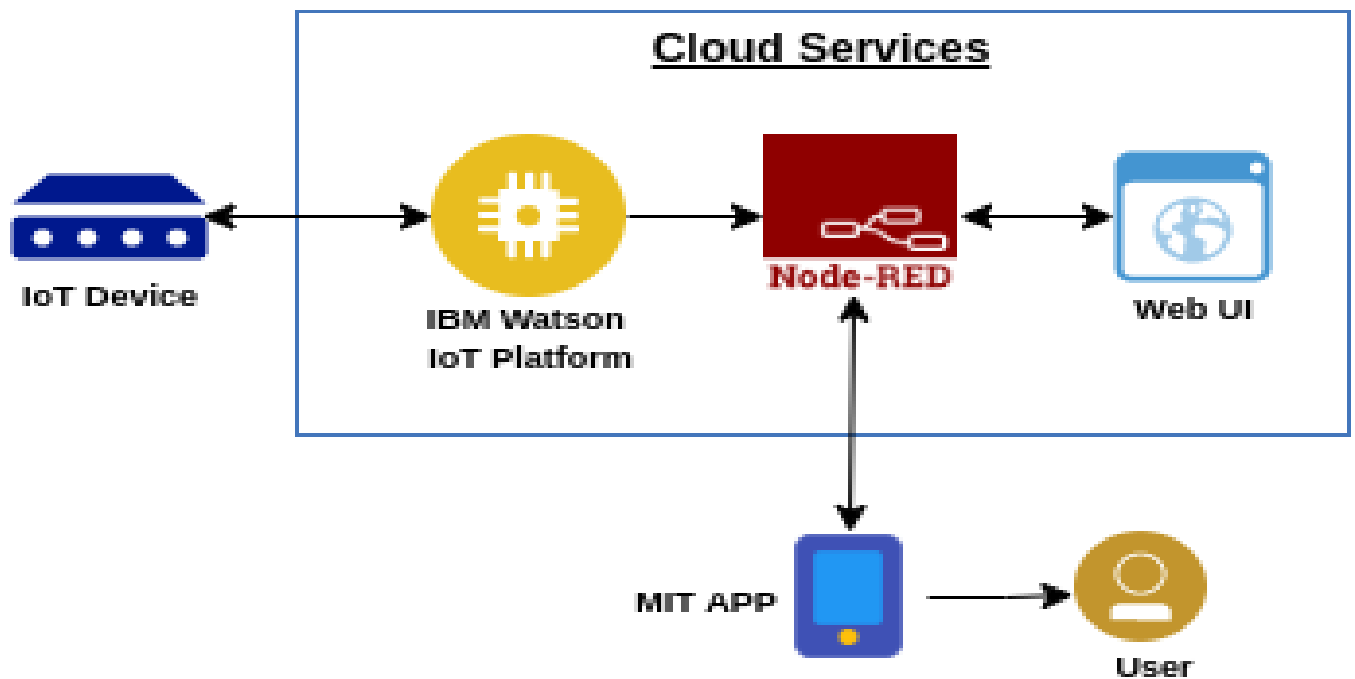 Cloud Services
IoT Device
IBM Watson
IoT Platform
Node-RED
Web UI
MIT APP
User